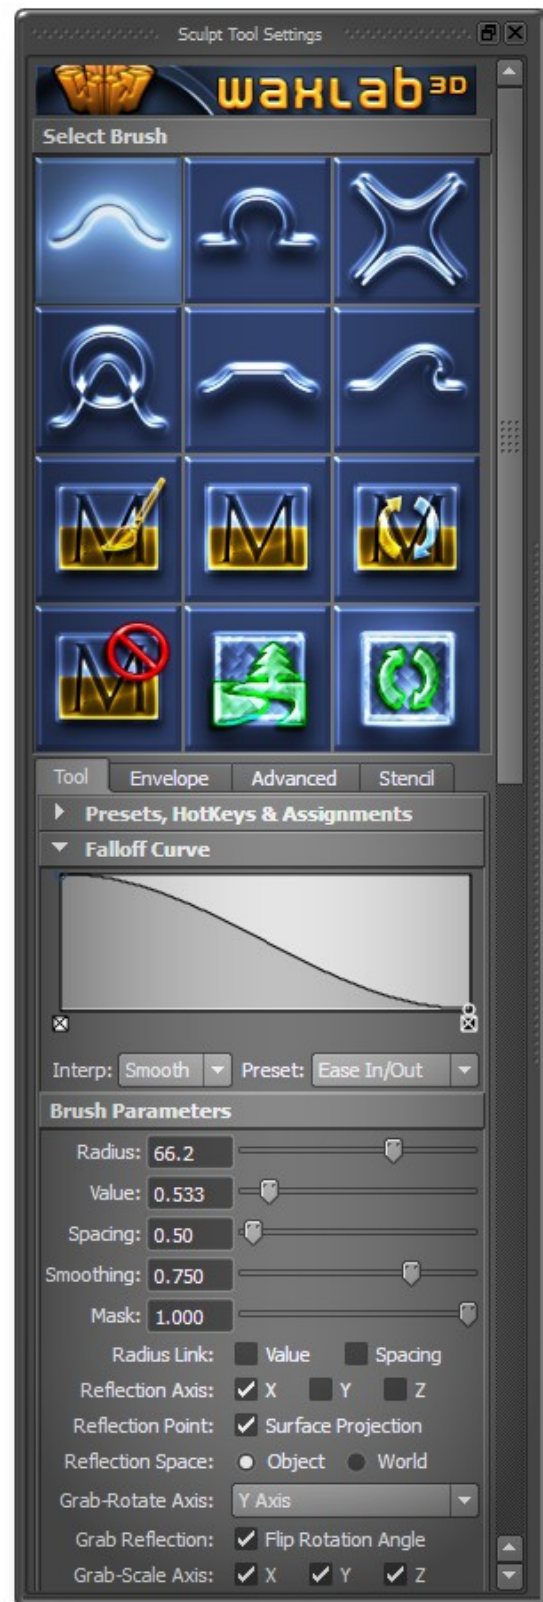 Sculpt Tool Settings
waxLab3D
Select Brush
M M
M
Tool Envelope Advanced Stencil
Presets, HotKeys & Assignments
Falloff Curve
Interp: Smooth Preset: Ease In/Out
Brush Parameters
Radius: 66.2
Value: 0.533
Spacing: 0.50
Smoothing: 0.750
Mask: 1.000
Radius Link: Value Spacing
Reflection Axis: X Y Z
Reflection Point: Surface Projection
Reflection Space: Object World
Grab-Rotate Axis: Y Axis
Grab Reflection: Flip Rotation Angle
Grab-Scale Axis: X Y Z